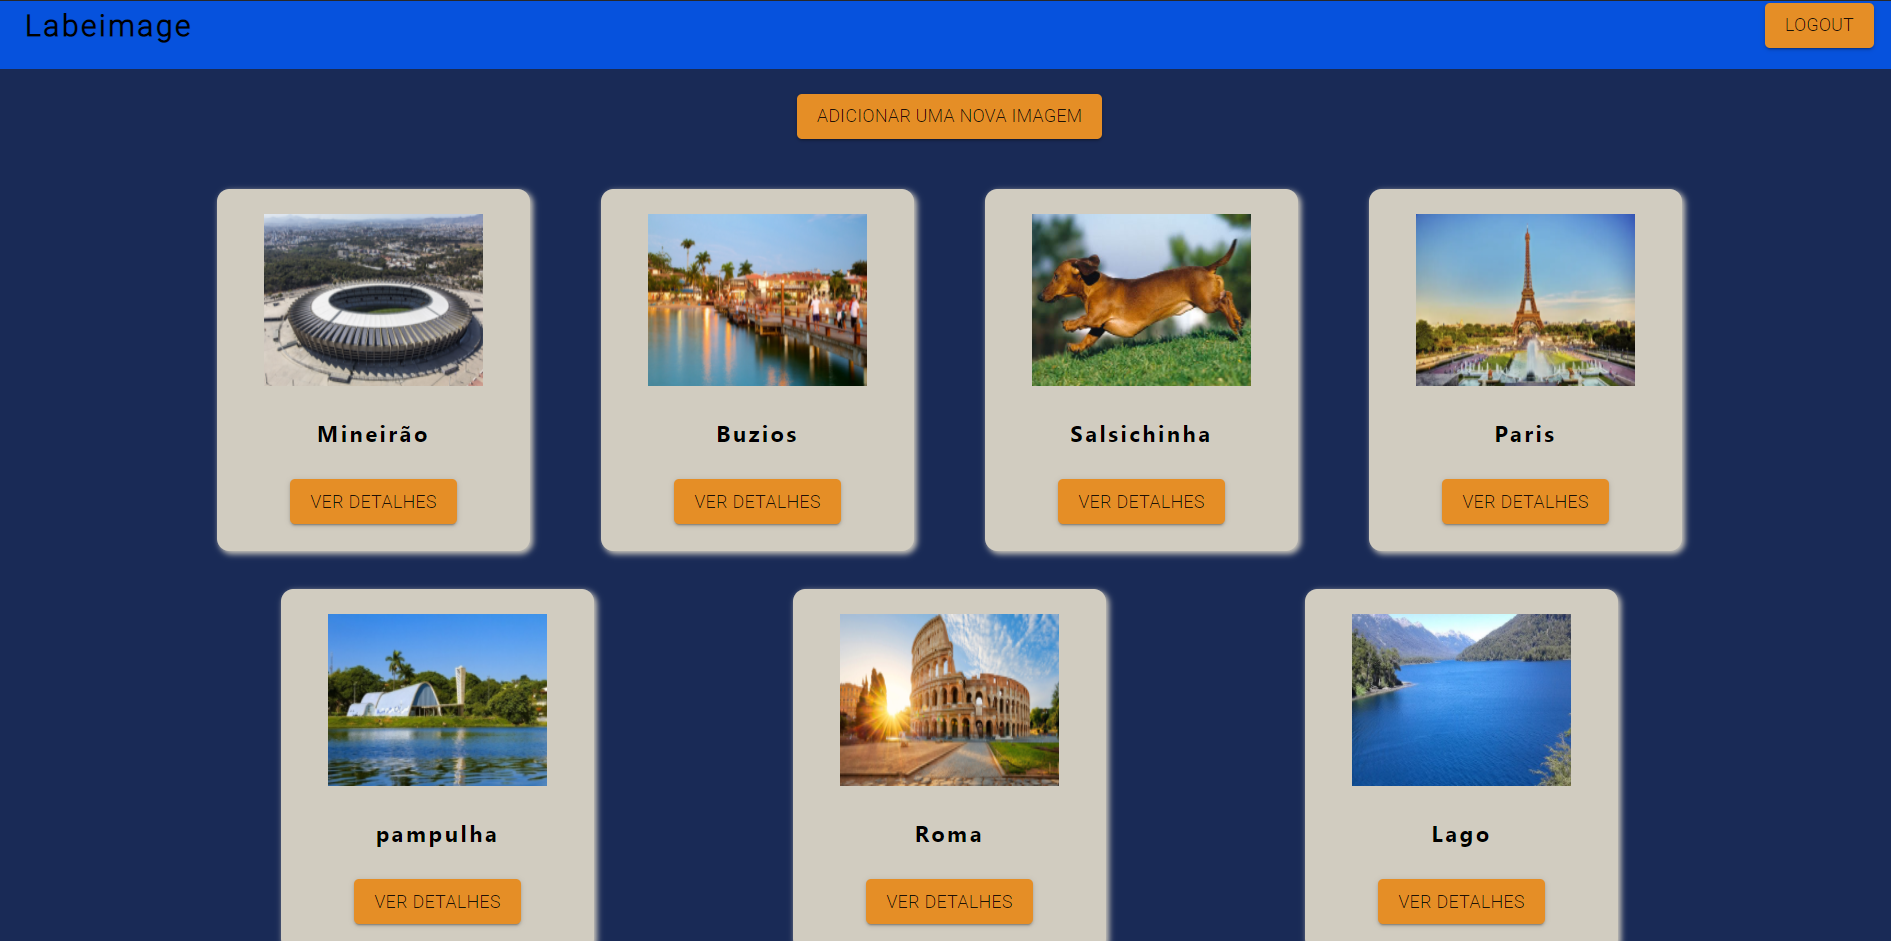 Labeimage
LOGOUT
ADICIONAR UMA NOVA IMAGEM
Mineirão
Buzios
Salsichinha
Paris
VER DETALHES
VER DETALHES
VER DETALHES
VER DETALHES
pampulha
Roma
Lago
VER DETALHES
VER DETALHES
VER DETALHES